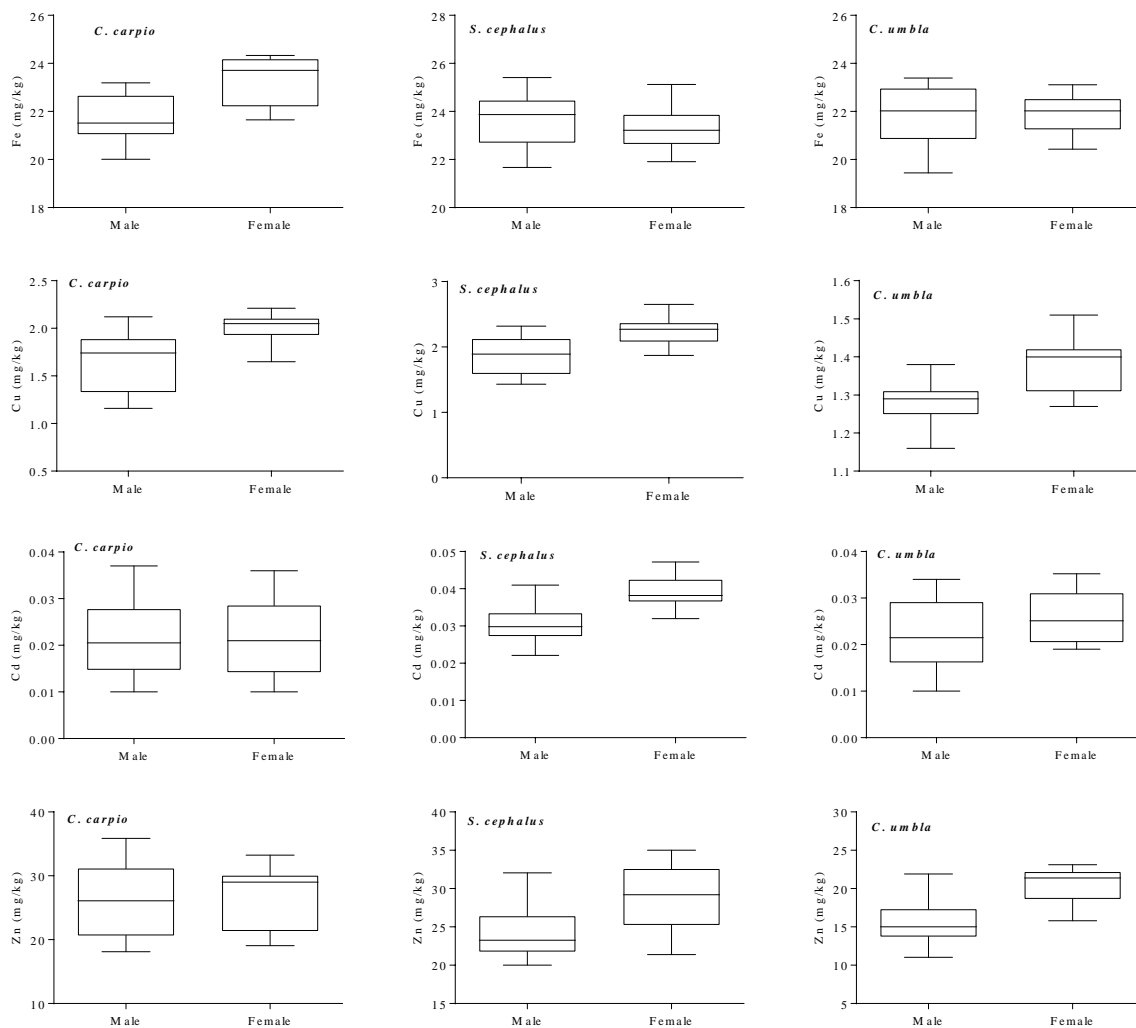 C. carpio
Fe (mg/kg)
26
24
22
20
18
Male Female
S. cephalus
Fe (mg/kg)
28
26
24
22
20
Male Female
C. umbla
Fe (mg/kg)
26
24
22
20
18
Male Female
C. carpio
Cu (mg/kg)
2.5
2.0
1.5
1.0
0.5
Male Female
S. cephalus
Cu (mg/kg)
3
2
1
0
Male Female
C. umbla
Cu (mg/kg)
1.6
1.5
1.4
1.3
1.2
1.1
Male Female
C. carpio
Cd (mg/kg)
0.04
0.03
0.02
0.01
0.00
Male Female
S. cephalus
Cd (mg/kg)
0.05
0.04
0.03
0.02
0.01
0.00
Male Female
C. umbla
Cd (mg/kg)
0.04
0.03
0.02
0.01
0.00
Male Female
C. carpio
Zn (mg/kg)
40
30
20
10
Male Female
S. cephalus
Zn (mg/kg)
40
35
30
25
20
15
Male Female
C. umbla
Zn (mg/kg)
30
25
20
15
10
5
Male Female